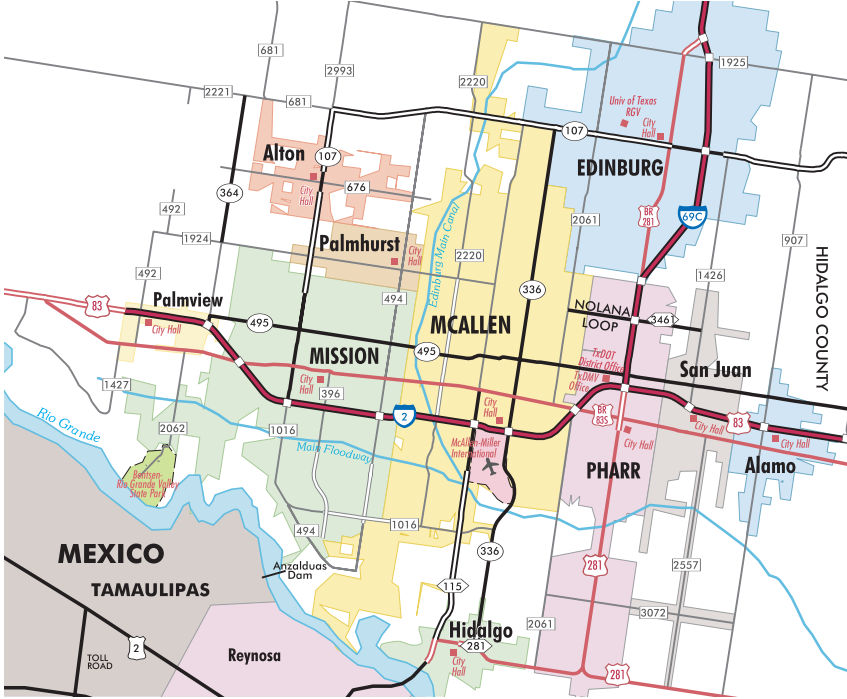 681
2993
2220
1925
2221
681
Univ of Texas
RGV
City
Hall
107
107
Alton
EDINBURG
City
Hall
676
364
492
BR
281
69C
2061
1924
Palmhurst
City
Hall
Edinburg Main Canal
2220
907
HIDALGO COUNTY
492
1426
494
336
83
Palmview
City Hall
495
NOLANA
LOOP
3461
MCALLEN
MISSION
495
TxDOT
District Office
TxDMV
Office
San Juan
City
Hall
396
1427
2
City
Hall
BR
83S
City Hall
83
Rio Grande
2062
1016
City Hall
City Hall
Main Floodway
McAllen-Miller
International
PHARR
Alamo
Bentsen-
Rio Grande Valley
State Park
494
1016
MEXICO
336
Anzalduas
Dam
281
2557
TAMAULIPAS
115
3072
Hidalgo
2061
2
281
TOLL
ROAD
Reynosa
City
Hall
281